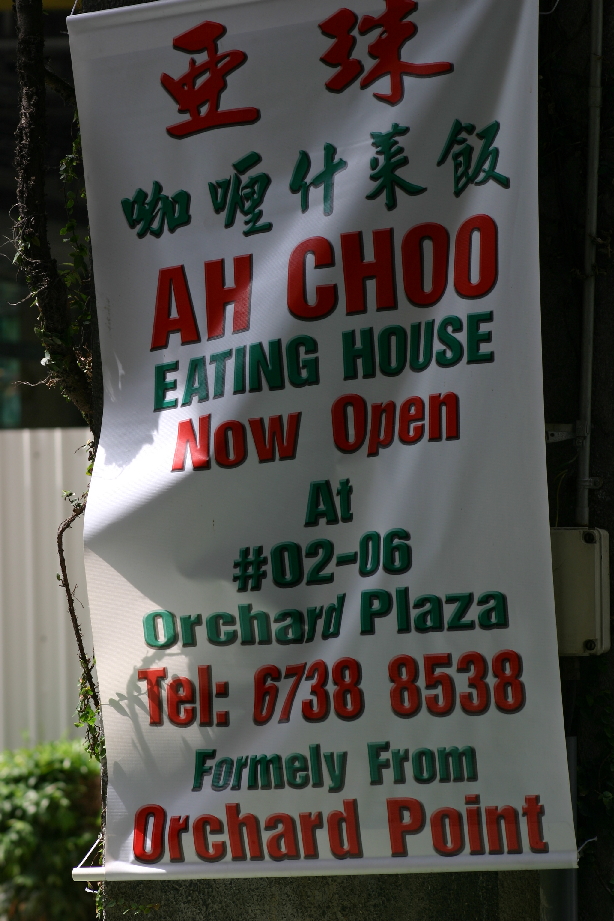 亜珠
咖喱什菜飯
AH CHOO
EATING HOUSE
Now Open
At
#02-06
Orchard Plaza
Tel: 6738 8538
Formely From
Orchard Point